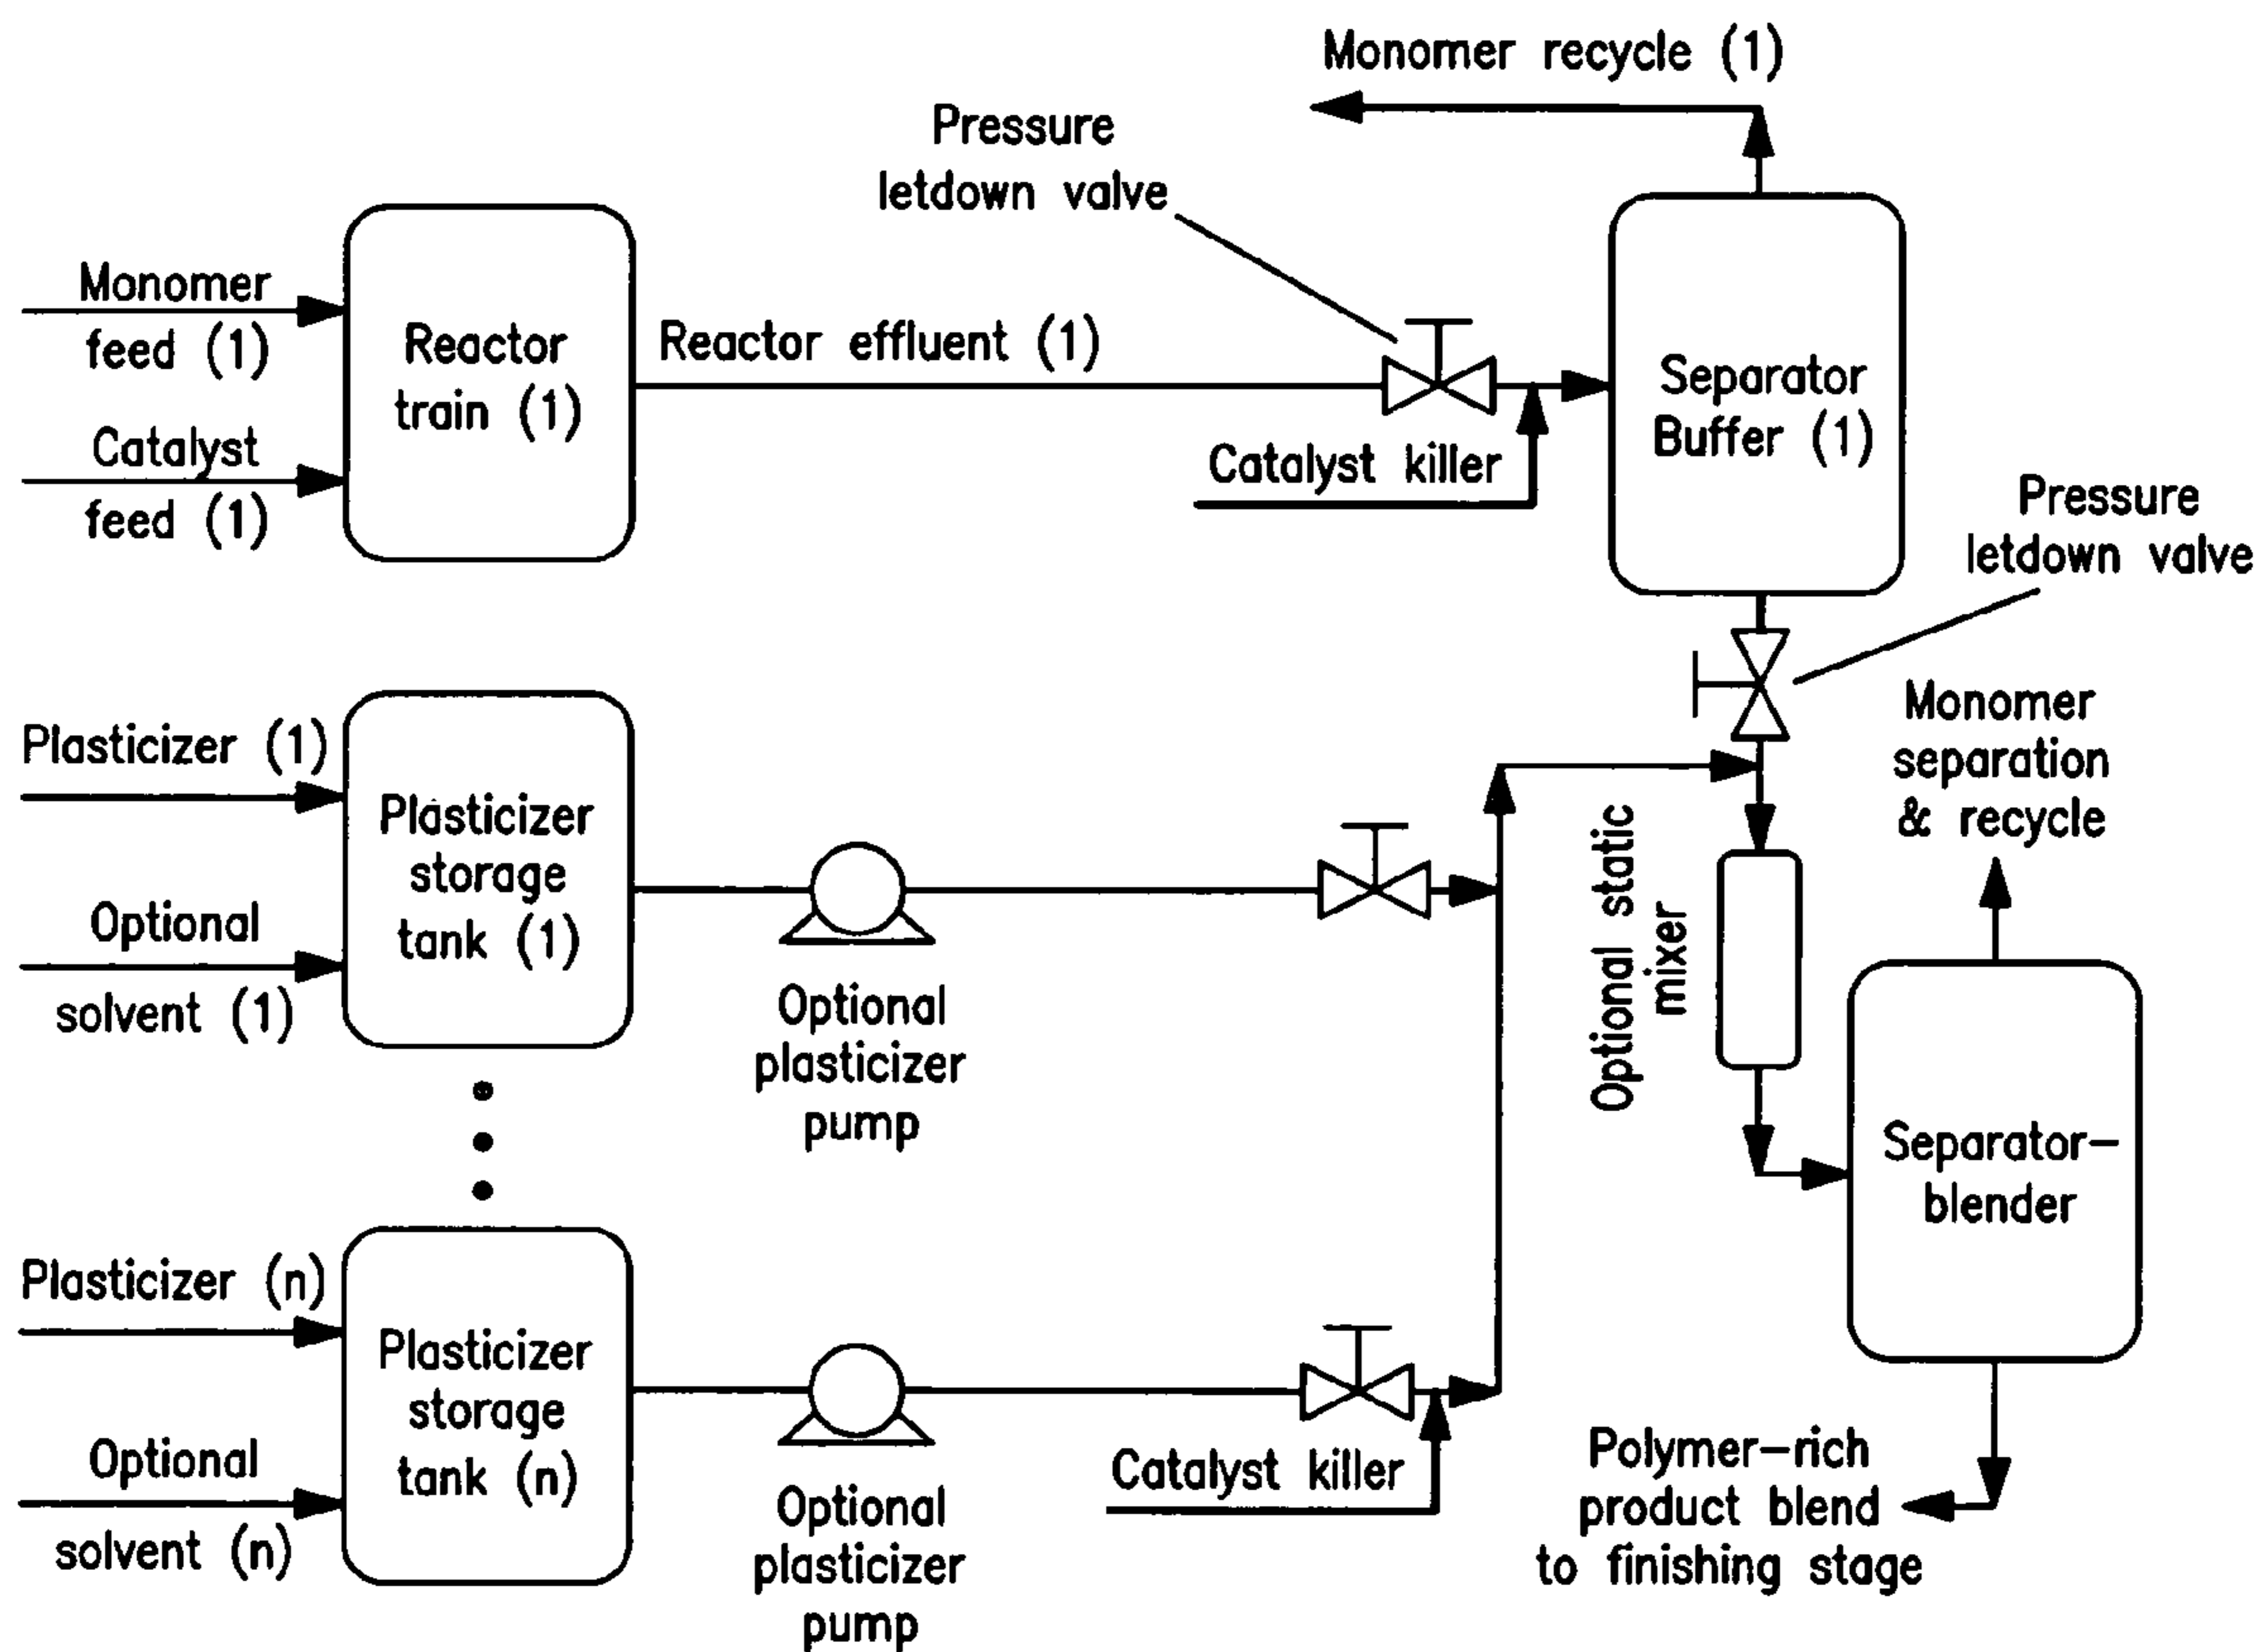 Monomer recycle (1)
Pressure
letdown valve
Monomer
feed (1)
Catalyst
feed (1)
Reactor
train (1)
Reactor effluent (1)
Catalyst killer
Separator
Buffer (1)
Pressure
letdown valve
Plasticizer (1)
Optional
solvent (1)
Plasticizer
storage
tank (1)
Optional
plasticizer
pump
Optional static
mixer
Monomer
separation
& recycle
Separator-
blender
Plasticizer (n)
Optional
solvent (n)
Plasticizer
storage
tank (n)
Optional
plasticizer
pump
Catalyst killer
Polymer-rich
product blend
to finishing stage